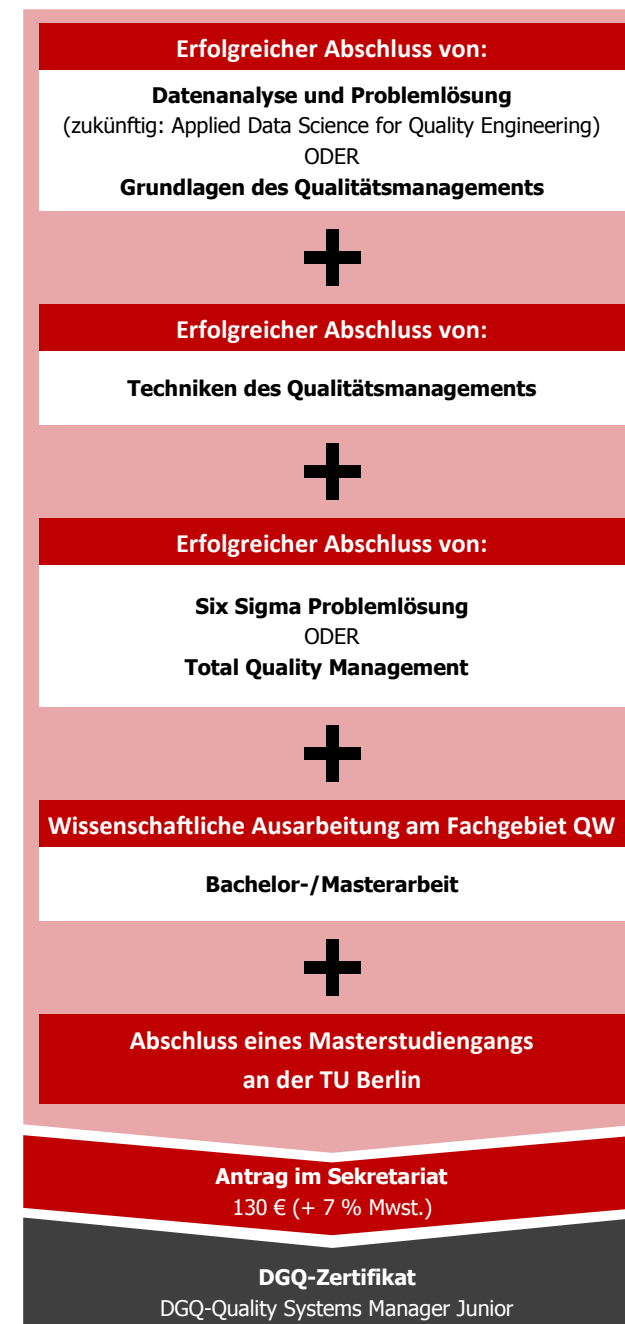 Erfolgreicher Abschluss von:
Datenanalyse und Problemlösung
(zukünftig: Applied Data Science for Quality Engineering)
ODER
Grundlagen des Qualitätsmanagements
+
Erfolgreicher Abschluss von:
Techniken des Qualitätsmanagements
+
Erfolgreicher Abschluss von:
Six Sigma Problemlösung
ODER
Total Quality Management
+
Wissenschaftliche Ausarbeitung am Fachgebiet QW
Bachelor-/Masterarbeit
+
Abschluss eines Masterstudiengangs
an der TU Berlin
Antrag im Sekretariat
130 € (+ 7 % Mwst.)
DGQ-Zertifikat
DGQ-Quality Systems Manager Junior